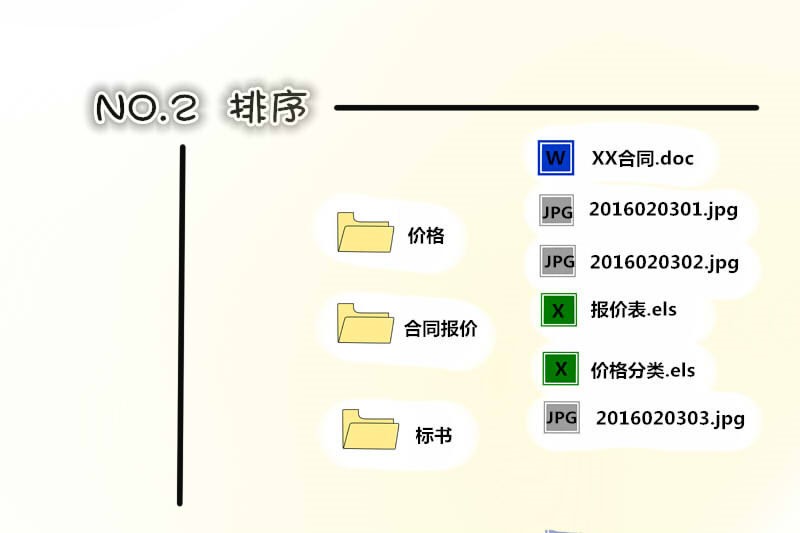 NO.2 排序
价格
合同报价
标书
W XX合同.doc
JPG 2016020301.jpg
JPG 2016020302.jpg
X 报价表.els
X 价格分类.els
JPG 2016020303.jpg